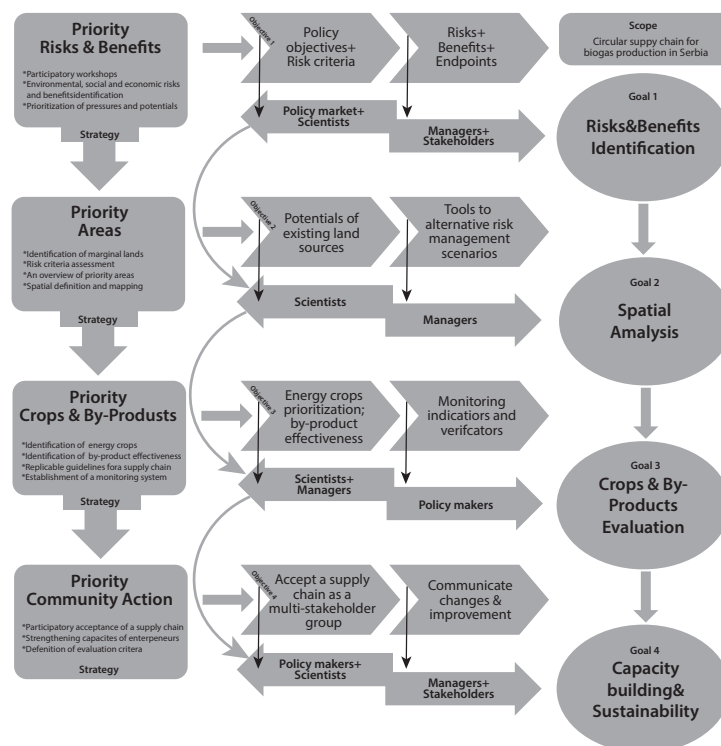 Priority
Risks & Benefits
*Participatory workshops
*Environmental, social and economic risks
and benefitsidentification
*Prioritization of pressures and potentials
Strategy
Objective 1
Policy
objectives+
Risk criteria
Risks+
Benefits+
Endpoints
Policy market+
Scientists
Managers+
Stakeholders
Scope
Circular suppy chain for
biogas production in Serbia
Goal 1
Risks&Benefits
Identification
Priority
Areas
*Identification of marginal lands
*Risk criteria assessment
*An overview of priority areas
*Spatial definition and mapping
Strategy
Objective 2
Potentials of
existing land
sources
Tools to
alternative risk
management
scenarios
Scientists
Managers
Goal 2
Spatial
Amalysis
Priority
Crops & By-Produsts
*Identification of energy crops
*Identification of by-product effectiveness
*Replicable guidelines fora supply chain
*Establishment of a monitoring system
Strategy
Objective 3
Energy crops
prioritization;
by-product
effectiveness
Monitoring
indicatiors and
verifcators
Scientists+
Managers
Policy makers
Goal 3
Crops & By-
Products
Evaluation
Priority
Community Action
*Participatory acceptance of a supply chain
*Strengthening capacites of enterpeneurs
*Defenition of evaluation critera
Strategy
Objective 4
Accept a supply
chain as a
multi-stakeholder
group
Communicate
changes &
improvement
Policy makers+
Scientists
Managers+
Stakeholders
Goal 4
Capacity
building&
Sustainability